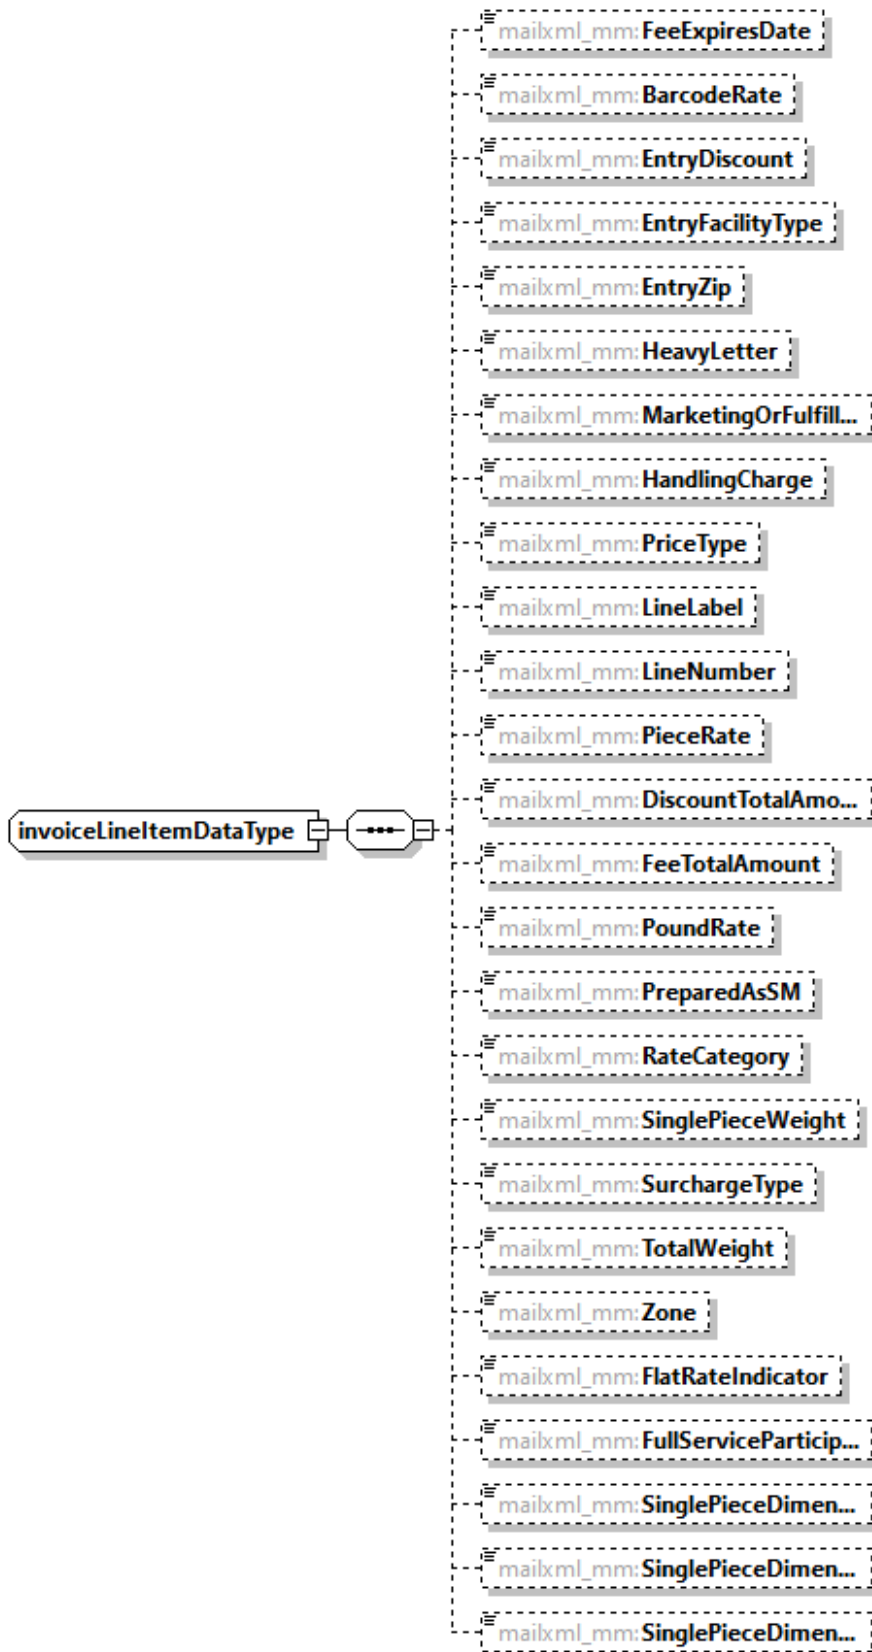 mailxml_mm:FeeExpiresDate
mailxml_mm:BarcodeRate
mailxml_mm:EntryDiscount
mailxml_mm:EntryFacilityType
mailxml_mm:EntryZip
mailxml_mm:HeavyLetter
mailxml_mm:MarketingOrFulfill...
mailxml_mm:HandlingCharge
mailxml_mm:PriceType
mailxml_mm:LineLabel
mailxml_mm:LineNumber
mailxml_mm:PieceRate
mailxml_mm:DiscountTotalAmo...
invoiceLineItemDataType
mailxml_mm:FeeTotalAmount
mailxml_mm:PoundRate
mailxml_mm:PreparedAsSM
mailxml_mm:RateCategory
mailxml_mm:SinglePieceWeight
mailxml_mm:SurchargeType
mailxml_mm:TotalWeight
mailxml_mm:Zone
mailxml_mm:FlatRateIndicator
mailxml_mm:FullServiceParticip...
mailxml_mm:SinglePieceDimen...
mailxml_mm:SinglePieceDimen...
mailxml_mm:SinglePieceDimen...